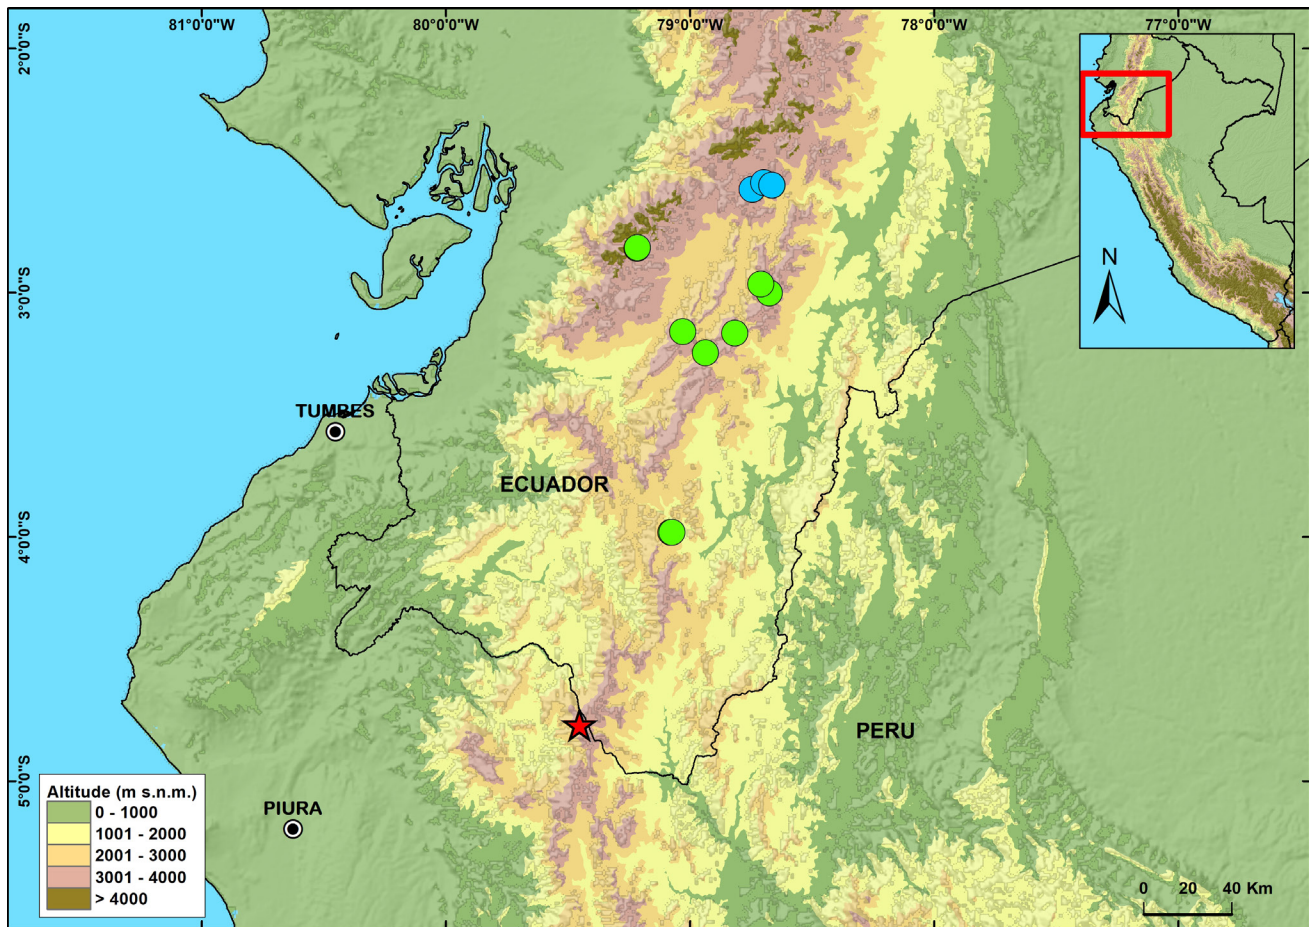 81°0'0"W 80°0'0"W 79°0'0"W 78°0'0"W 77°0'0"W
2°0'0"S
3°0'0"S
4°0'0"S
5°0'0"S
N
TUMBES
ECUADOR
PERU
PIURA
Altitude (m s.n.m.)
0 - 1000
1001 - 2000
2001 - 3000
3001 - 4000
> 4000
0 20 40 Km